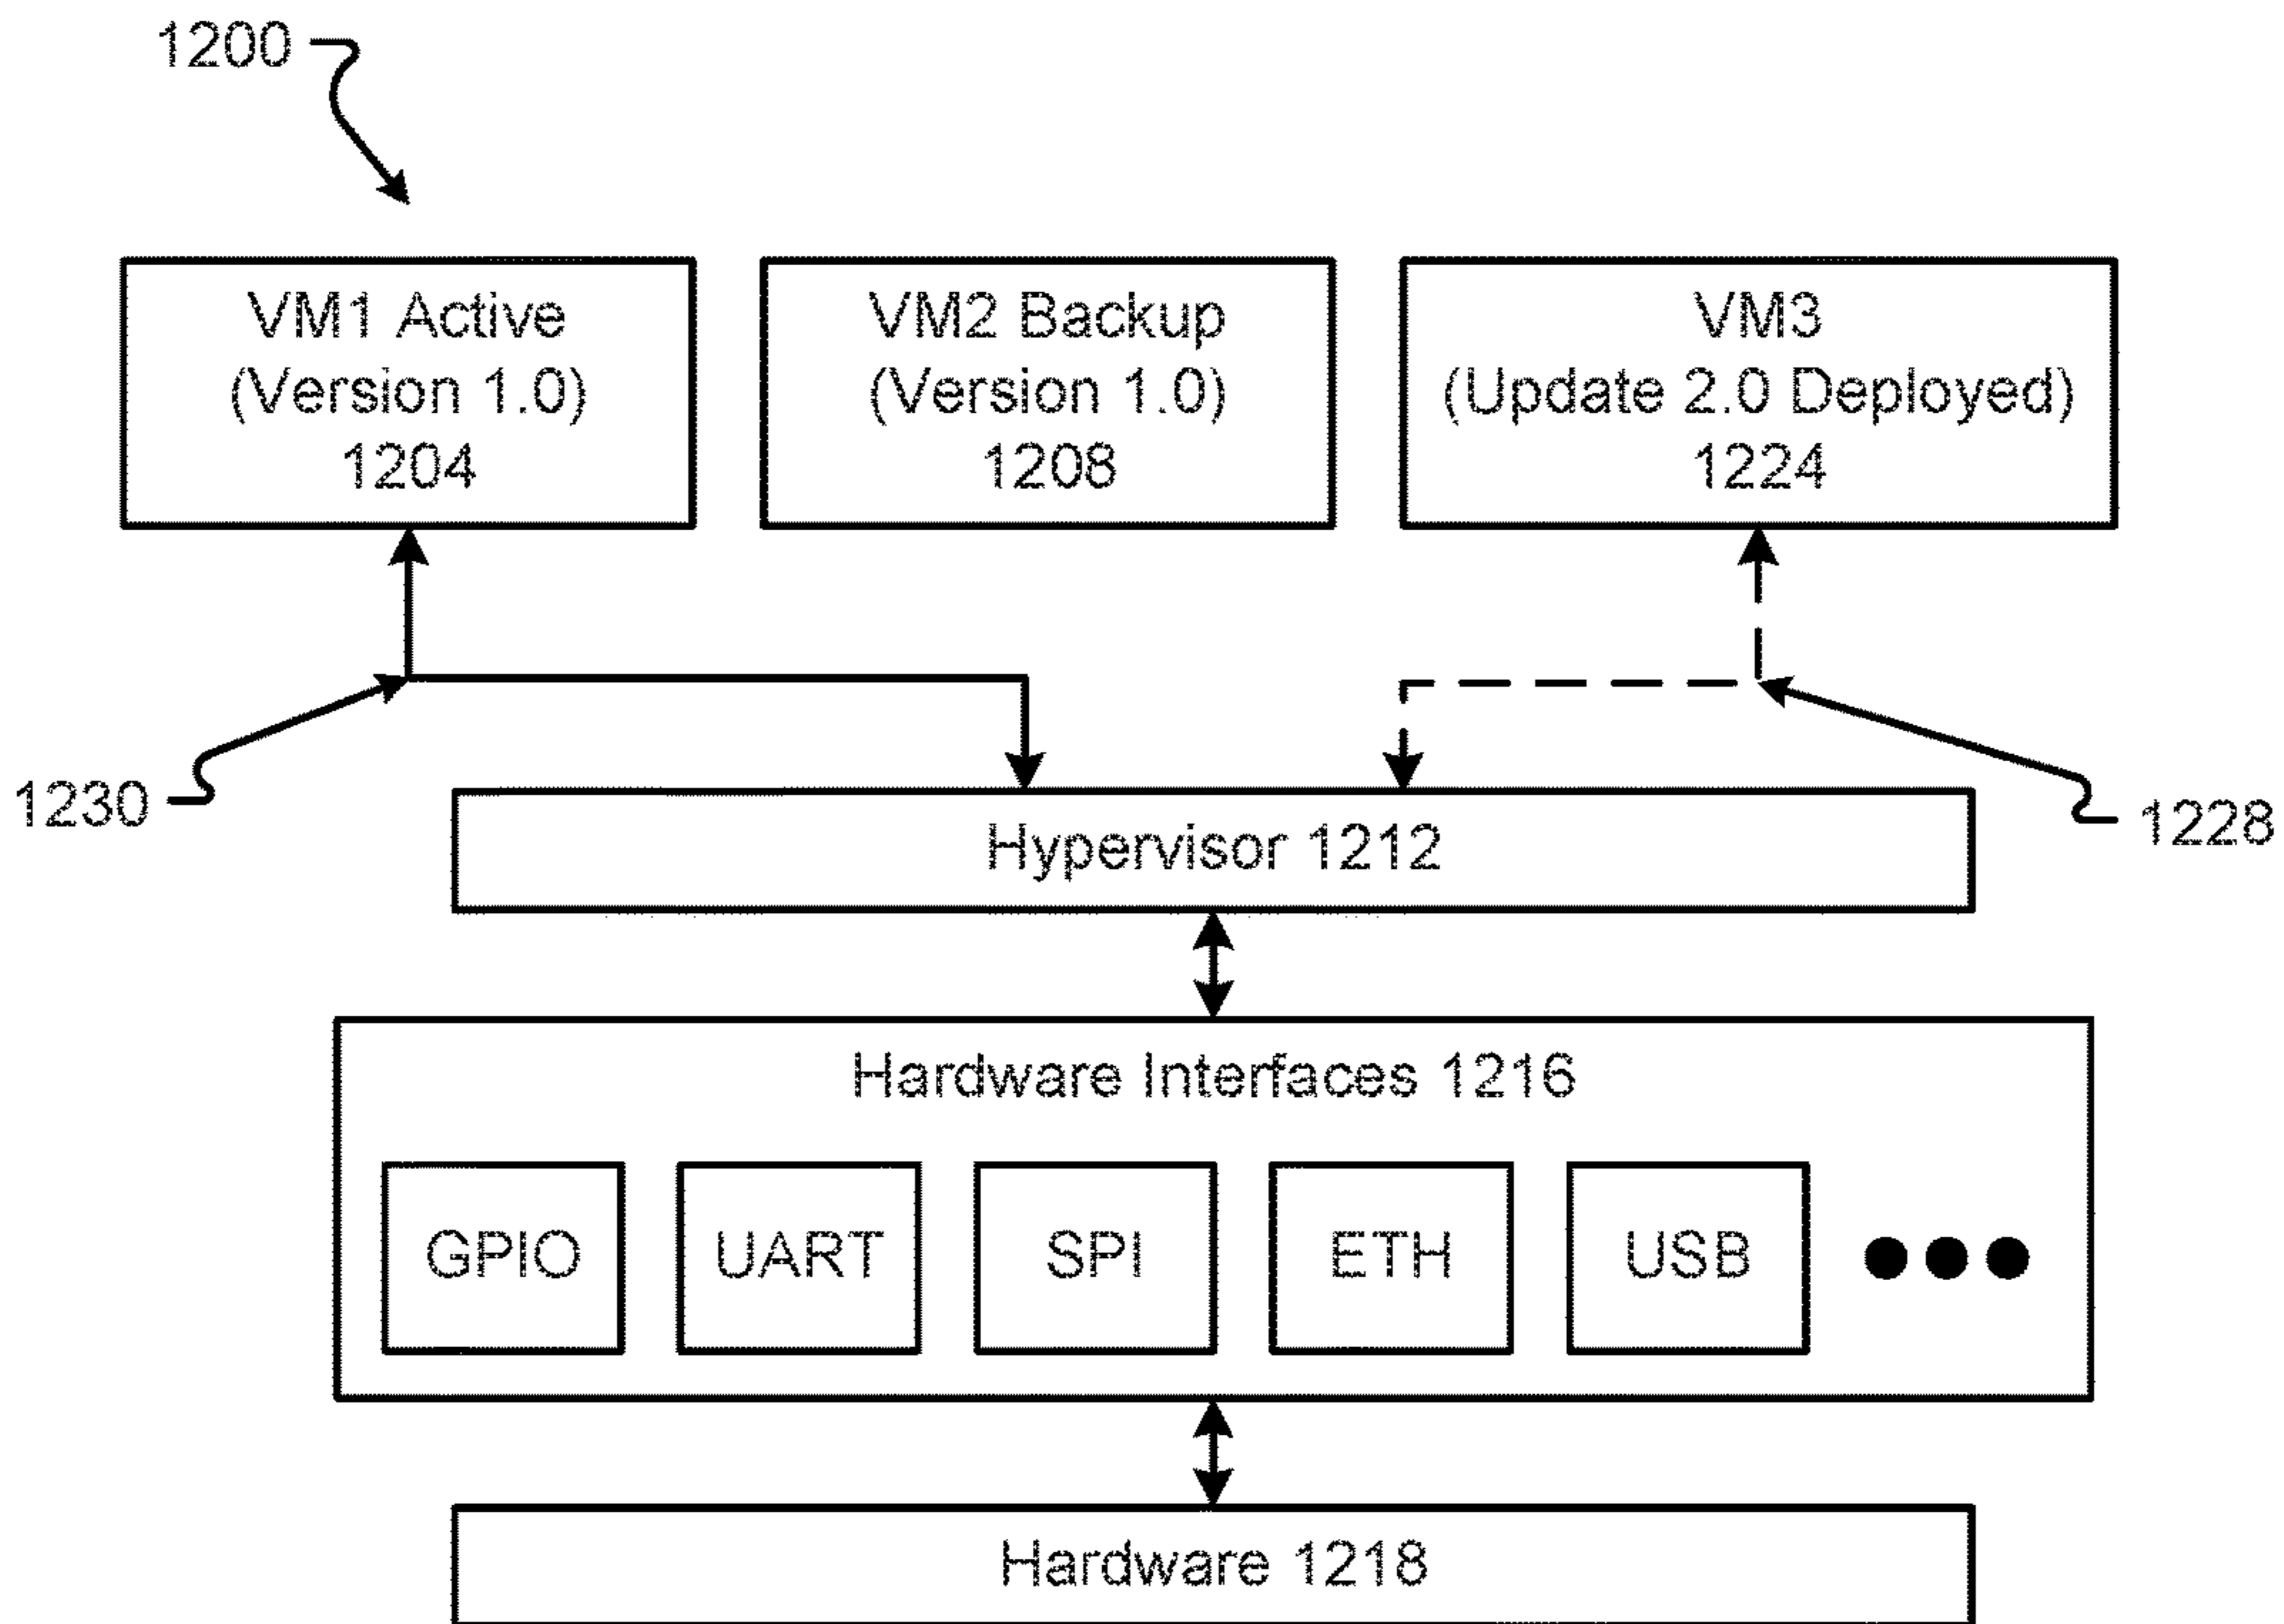 1200
VM1 Active
(Version 1.0)
1204
VM2 Backup
(Version 1.0)
1208
VM3
(Update 2.0 Deployed)
1224
1230
1228
Hypervisor 1212
Hardware Interfaces 1216
GPIO
UART
SPI
ETH
USB
Hardware 1218